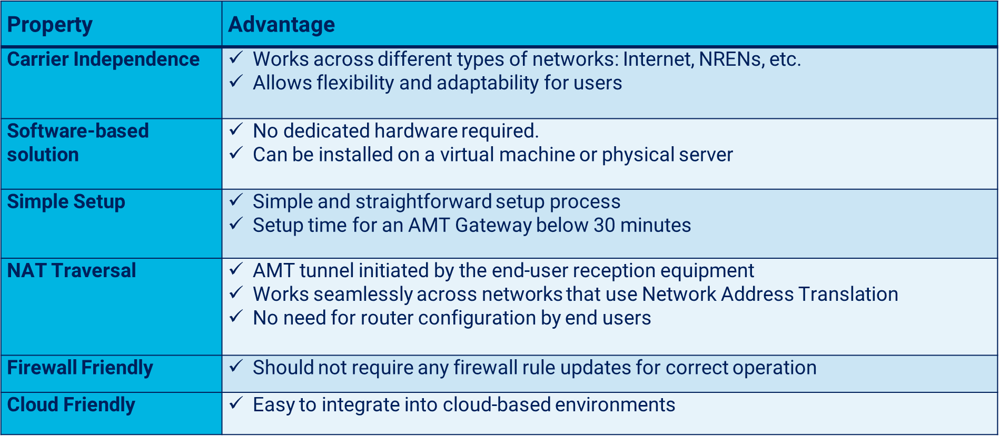 Property
Advantage
Carrier Independence
✓ Works across different types of networks: Internet, NRENs, etc.
✓ Allows flexibility and adaptability for users
Software-based
solution
✓ No dedicated hardware required.
✓ Can be installed on a virtual machine or physical server
Simple Setup
✓ Simple and straightforward setup process
✓ Setup time for an AMT Gateway below 30 minutes
NAT Traversal
✓ AMT tunnel initiated by the end-user reception equipment
✓ Works seamlessly across networks that use Network Address Translation
✓ No need for router configuration by end users
Firewall Friendly
✓ Should not require any firewall rule updates for correct operation
Cloud Friendly
✓ Easy to integrate into cloud-based environments